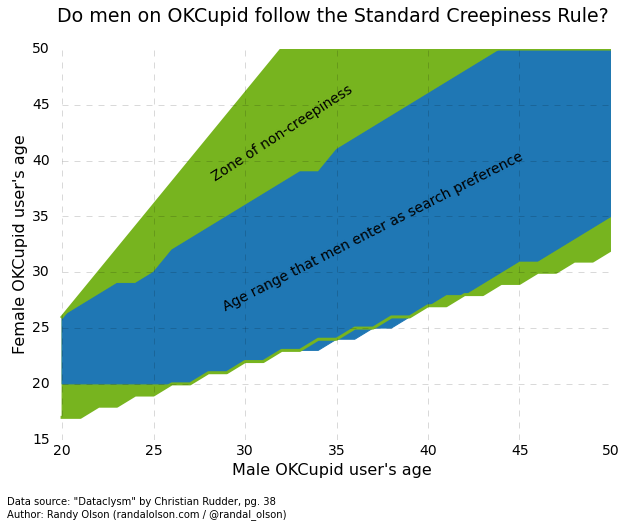 Do men on OKCupid follow the Standard Creepiness Rule?
50
45
40
35
30
25
20
15
Female OKCupid user's age
Zone of non-creepiness
Age range that men enter as search preference
20 25 30 35 40 45 50
Male OKCupid user's age
Data source: "Dataclysm" by Christian Rudder, pg. 38
Author: Randy Olson (randalolson.com / @randal_olson)